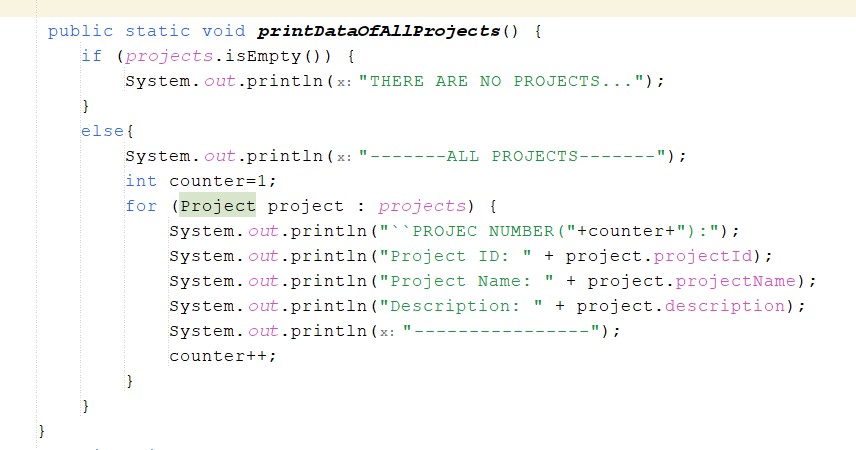 public static void printDataOfAllProjects() {
if (projects.isEmpty()) {
System.out.println(x: "THERE ARE NO PROJECTS...");
}
else{
System.out.println(x: "-------ALL PROJECTS-------");
int counter=1;
for (Project project : projects) {
System.out.println("``PROJEC NUMBER("+counter+"):");
System.out.println("Project ID: " + project.projectId);
System.out.println("Project Name: " + project.projectName);
System.out.println("Description: " + project.description);
System.out.println(x: "----------------");
counter++;
}
}
}